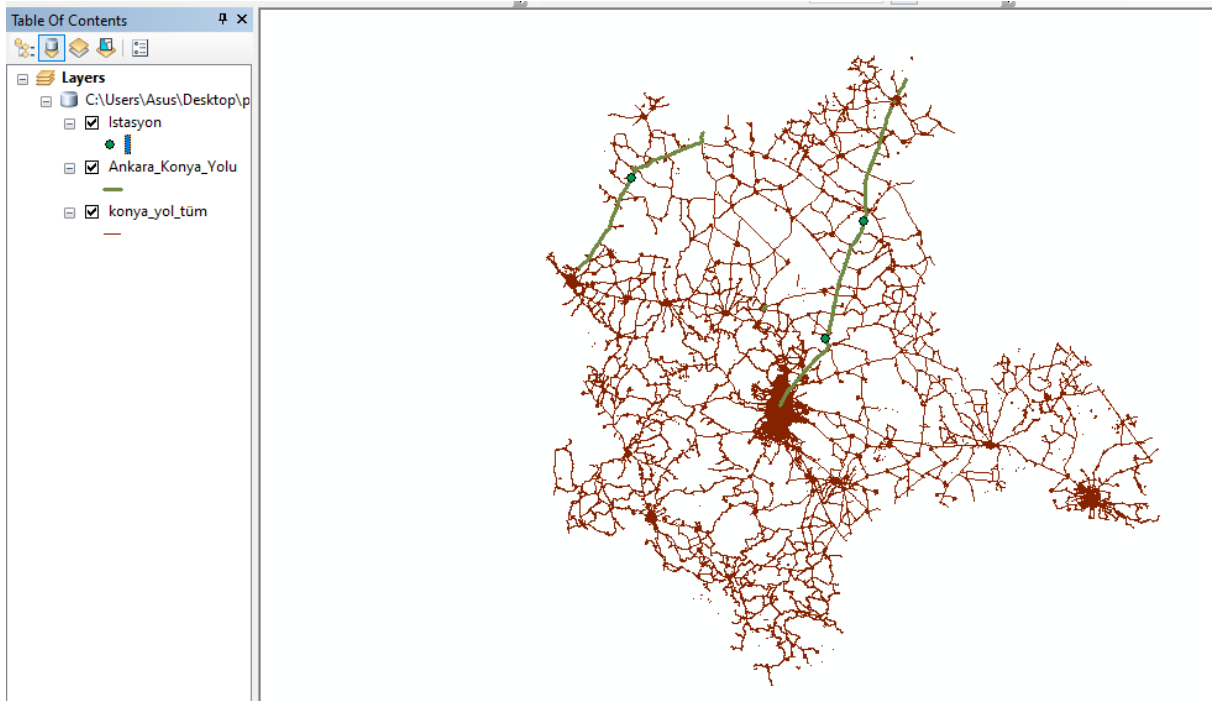 Table Of Contents
Layers
C:\Users\Asus\Desktop\p
Istasyon
Ankara_Konya_Yolu
konya_yol_tüm